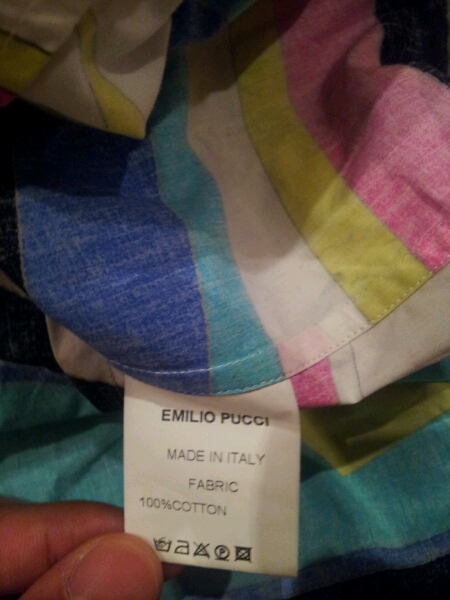 EMILIO PUCCI
MADE IN ITALY
FABRIC
100%COTTON